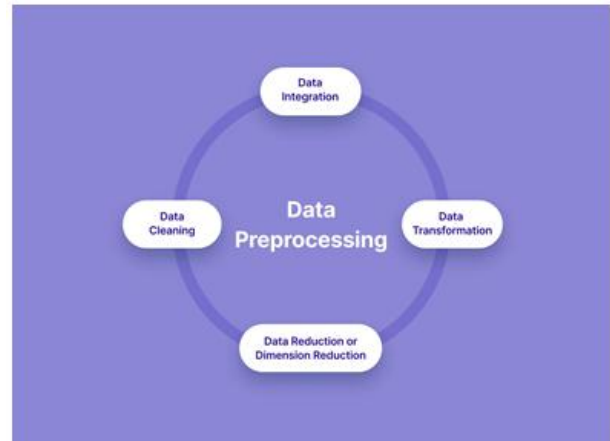 Data
Integration
Data
Cleaning
Data
Preprocessing
Data
Transformation
Data Reduction or
Dimension Reduction